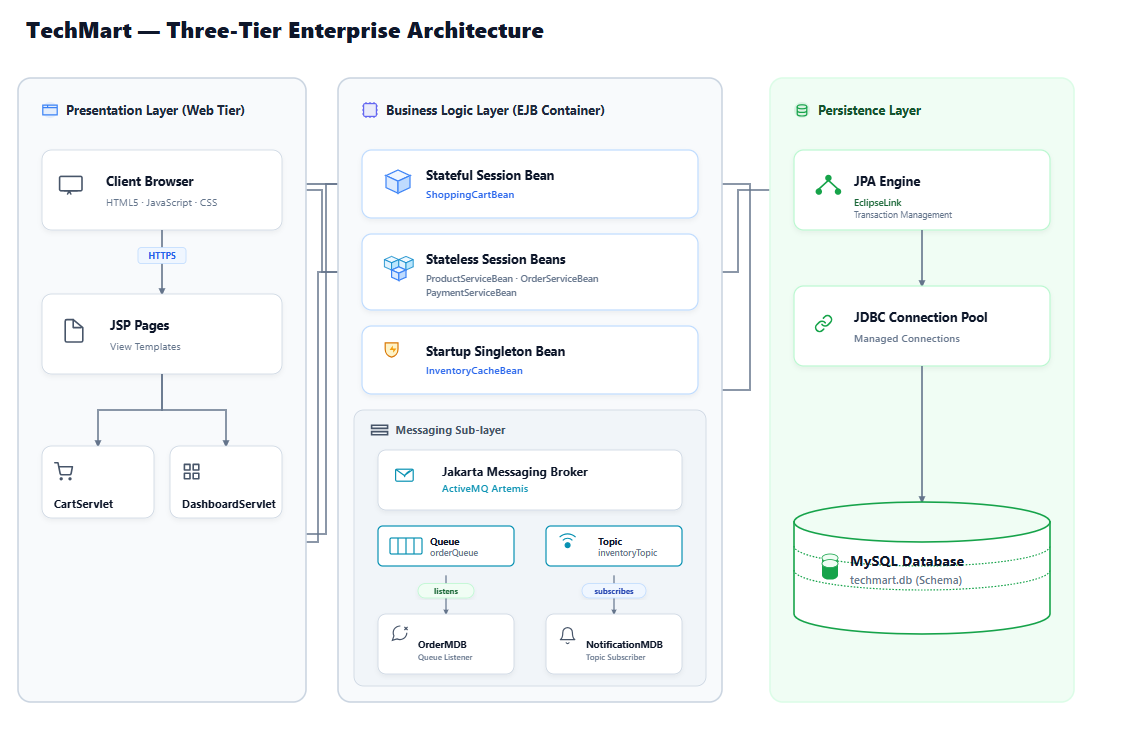 TechMart — Three-Tier Enterprise Architecture
Presentation Layer (Web Tier)
Client Browser
HTML5 · JavaScript · CSS
HTTPS
JSP Pages
View Templates
CartServlet
DashboardServlet
Business Logic Layer (EJB Container)
Stateful Session Bean
ShoppingCartBean
Stateless Session Beans
ProductServiceBean · OrderServiceBean
PaymentServiceBean
Startup Singleton Bean
InventoryCacheBean
Messaging Sub-layer
Jakarta Messaging Broker
ActiveMQ Artemis
Queue
orderQueue
Topic
inventoryTopic
listens
subscribes
OrderMDB
Queue Listener
NotificationMDB
Topic Subscriber
Persistence Layer
JPA Engine
EclipseLink
Transaction Management
JDBC Connection Pool
Managed Connections
MySQL Database
techmart.db (Schema)